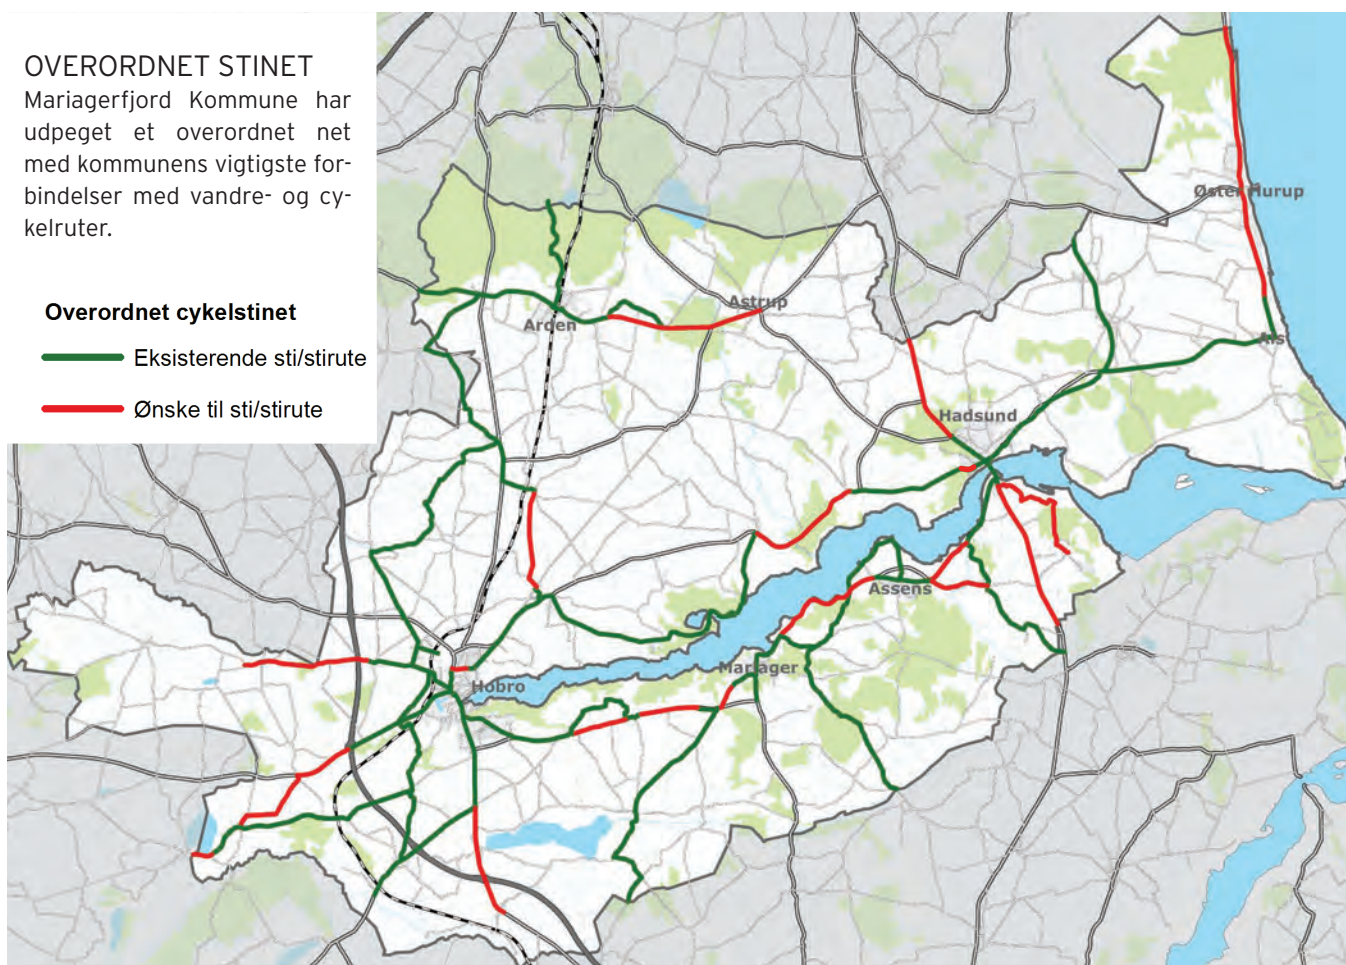 OVERORDNET STINET
Mariagerfjord Kommune har
udpeget et overordnet net
med kommunens vigtigste for-
bindelser med vandre- og cy-
kelruter.
Overordnet cykelstinet
Eksisterende sti/stirute
Ønske til sti/stirute
Øster Hurup
Astrup
Arden
Als
Hadsund
Assens
Mariager
Hobro